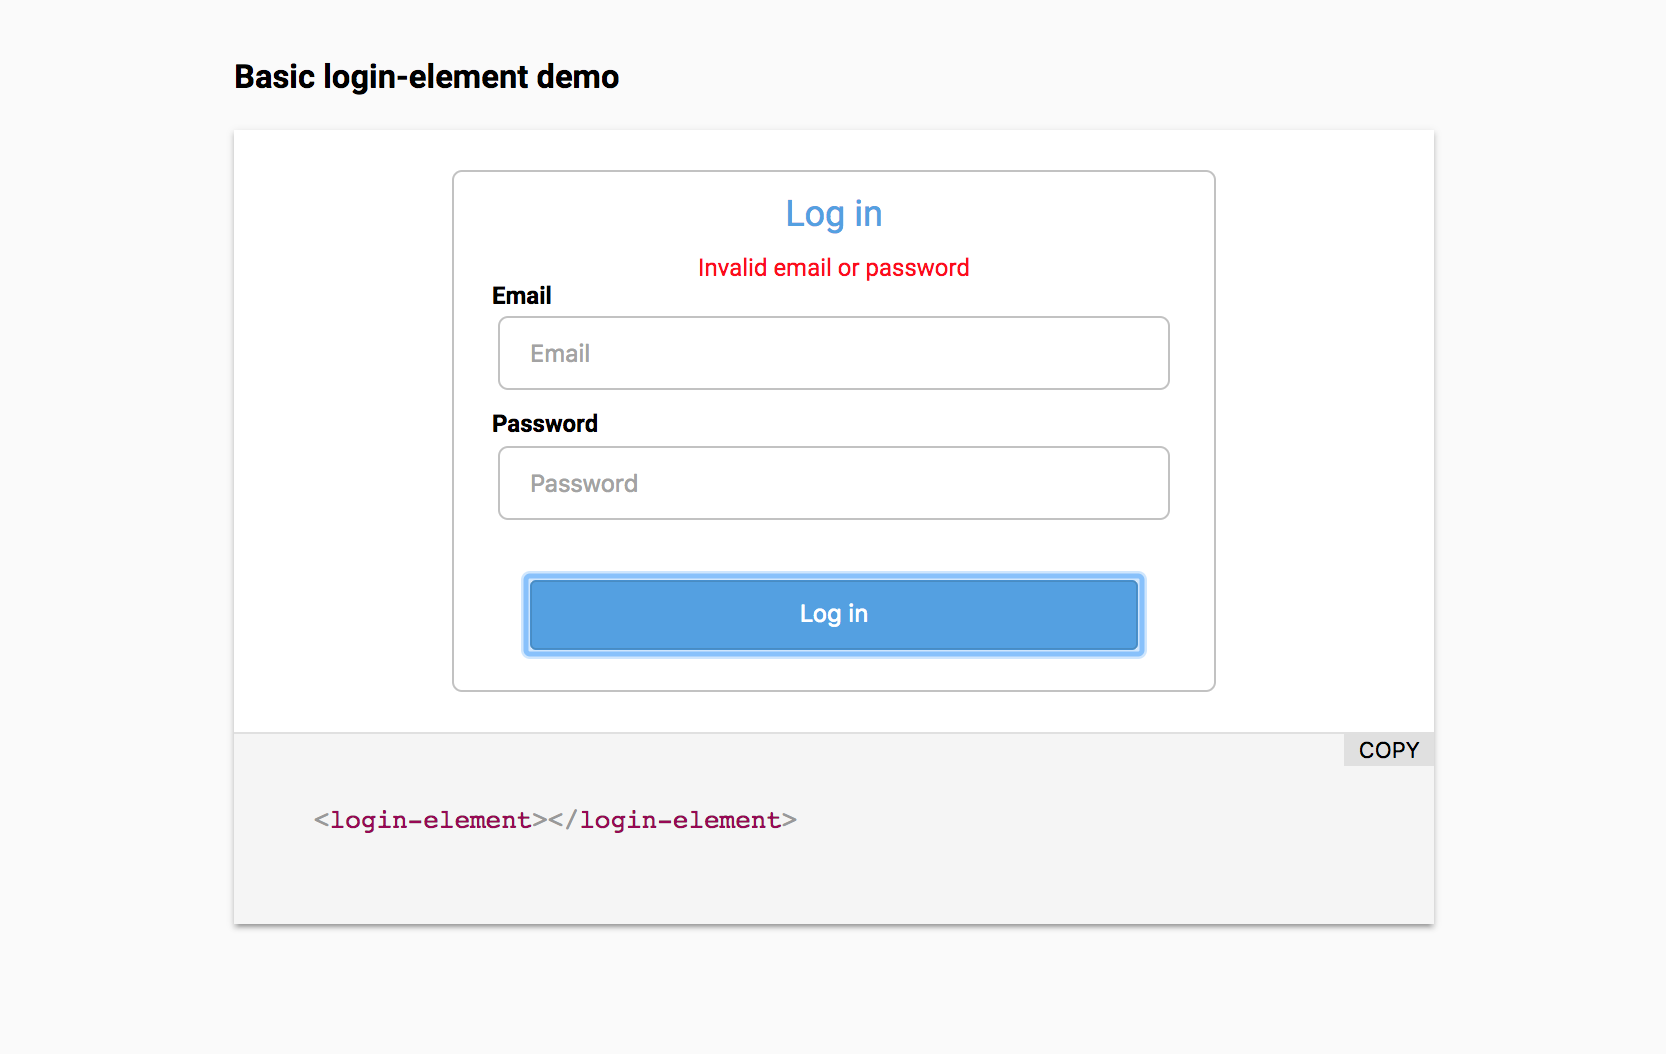 Basic login-element demo
Log in
Invalid email or password
Email
Email
Password
Password
Log in
COPY
<login-element></login-element>